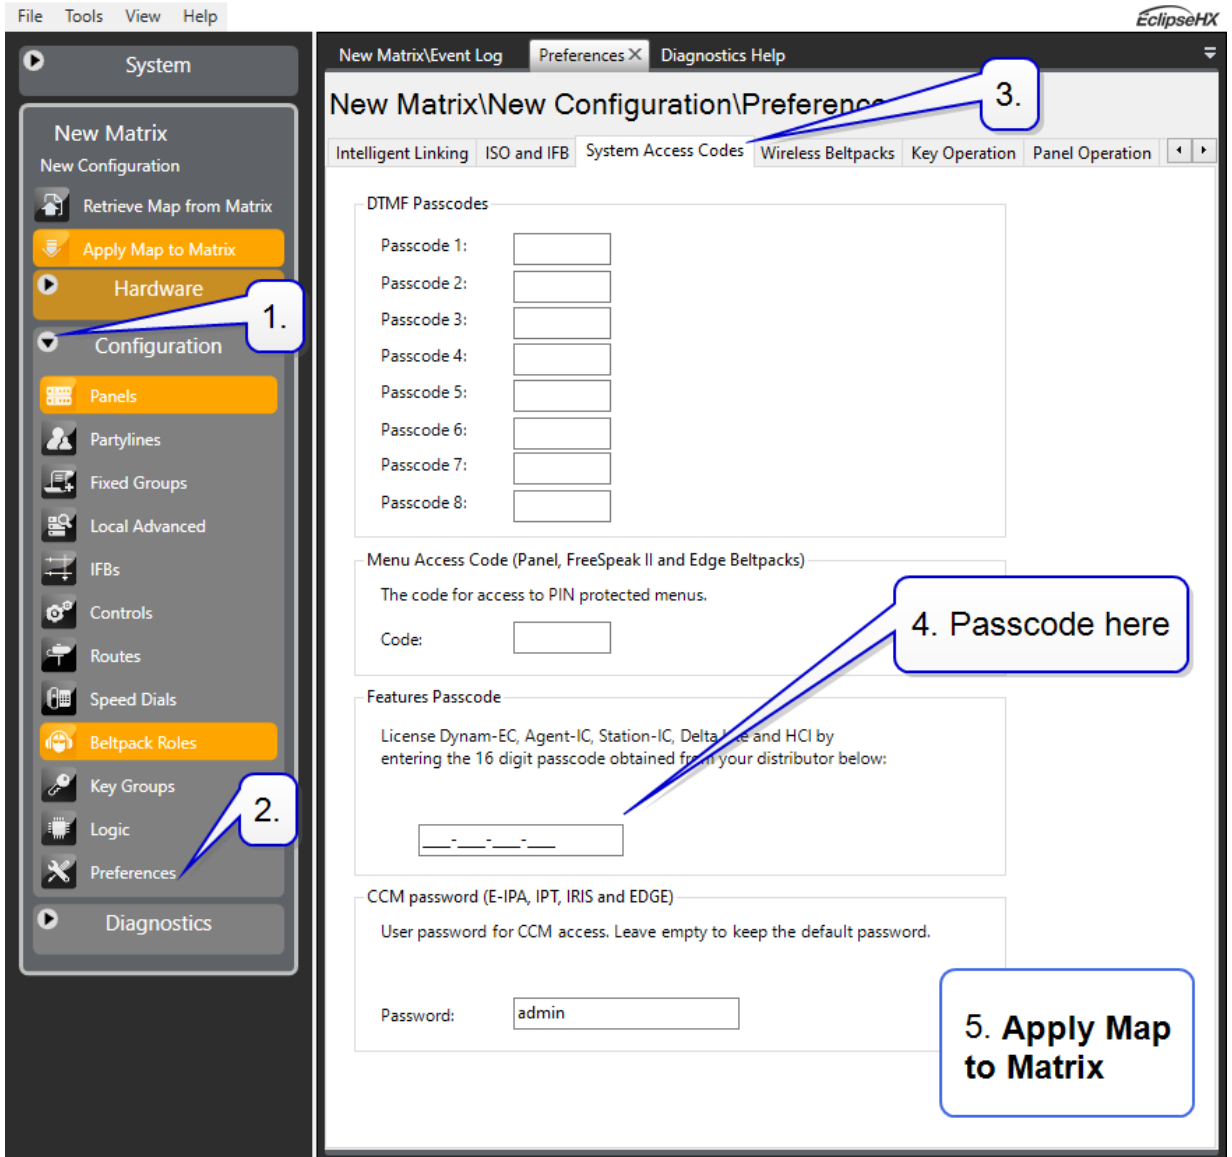 File Tools View Help
EclipseHX
System
New Matrix
New Configuration
Retrieve Map from Matrix
Apply Map to Matrix
Hardware
1.
Configuration
Panels
Partylines
Fixed Groups
Local Advanced
IFBs
Controls
Routes
Speed Dials
Beltpack Roles
Key Groups
2.
Logic
Preferences
Diagnostics
New Matrix\Event Log Preferences Diagnostics Help
3.
New Matrix\New Configuration\Preference
Intelligent Linking ISO and IFB System Access Codes Wireless Beltpacks Key Operation Panel Operation
DTMF Passcodes
Passcode 1:
Passcode 2:
Passcode 3:
Passcode 4:
Passcode 5:
Passcode 6:
Passcode 7:
Passcode 8:
Menu Access Code (Panel, FreeSpeak II and Edge Beltpacks)
The code for access to PIN protected menus.
Code:
4. Passcode here
Features Passcode
License Dynam-EC, Agent-IC, Station-IC, Delta Lite and HCI by
entering the 16 digit passcode obtained from your distributor below:
___-___-___-___
CCM password (E-IPA, IPT, IRIS and EDGE)
User password for CCM access. Leave empty to keep the default password.
Password: admin
5. Apply Map
to Matrix